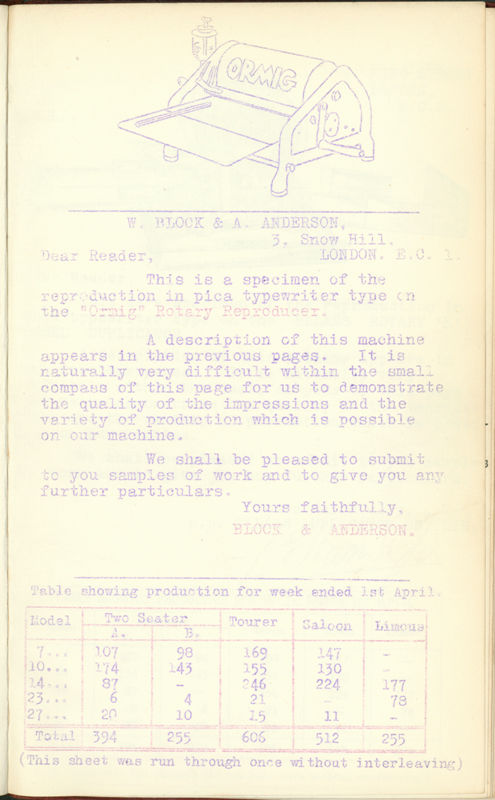 ORMIG
W. BLOCK & A. ANDERSON,
3, Snow Hill,
Dear Reader, LONDON. E.C. 1.
This is a specimen of the
reproduction in pica typewriter type on
the "Ormig" Rotary Reproducer.
A description of this machine
appears in the previous pages. It is
naturally very difficult within the small
compass of this page for us to demonstrate
the quality of the impressions and the
variety of production which is possible
on our machine.
We shall be pleased to submit
to you samples of work and to give you any
further particulars.
Yours faithfully,
BLOCK & ANDERSON.
Table showing production for week ended 1st April.
Model Two Seater Tourer Saloon Limous
A. B.
7... 107 98 169 147 -
10... 174 143 155 130 -
14... 87 - 246 224 177
23... 6 4 21 - 78
27... 20 10 15 11 -
Total 394 255 606 512 255
(This sheet was run through once without interleaving)